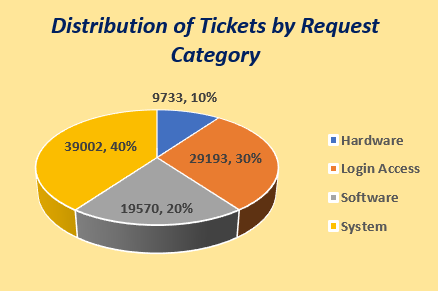 Distribution of Tickets by Request
Category
9733, 10%
39002, 40%
29193, 30%
19570, 20%
Hardware
Login Access
Software
System